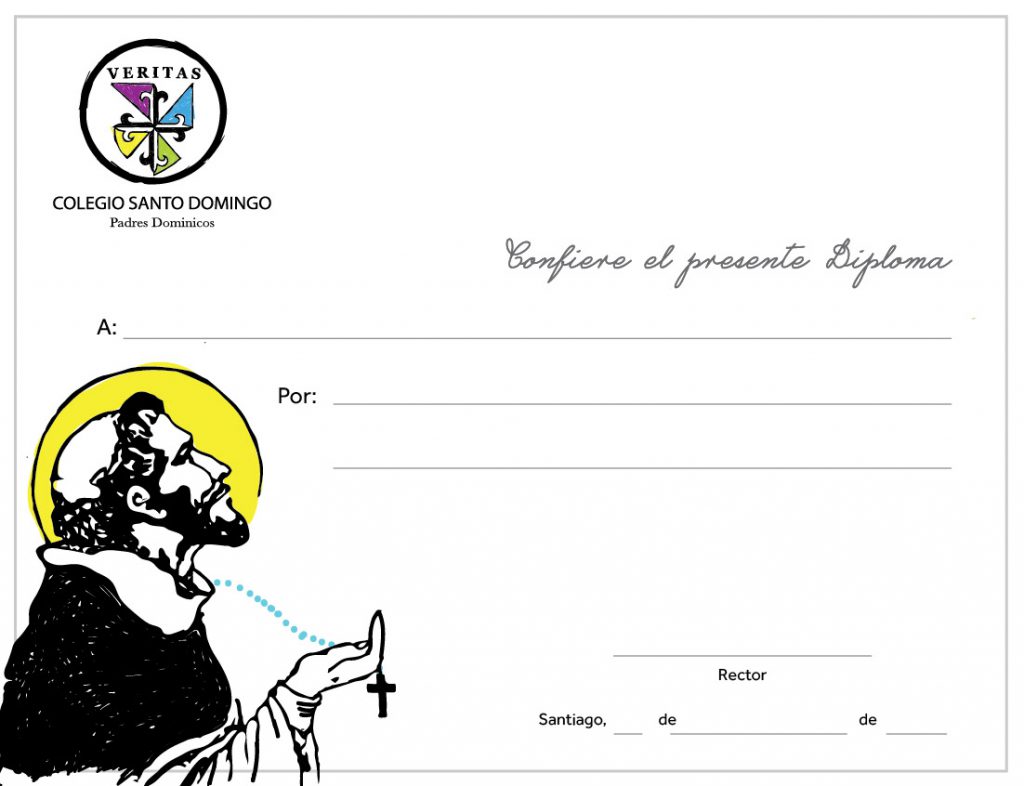 VERITAS
COLEGIO SANTO DOMINGO
Padres Dominicos
Confiere el presente Diploma
A:
Por:
Rector
Santiago, de de